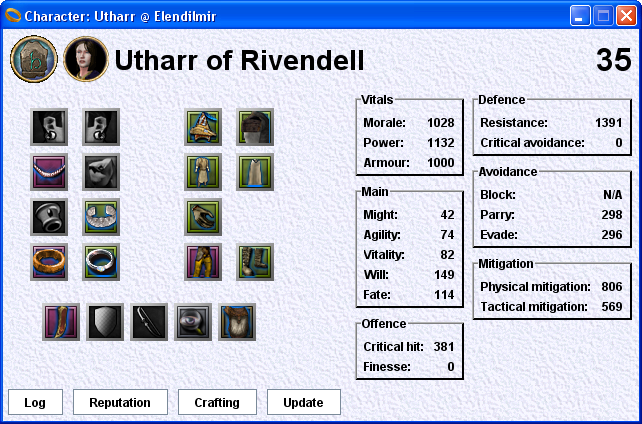 Character: Utharr @ Elendilmir
Utharr of Rivendell 35
Vitals
Morale: 1028
Power: 1132
Armour: 1000
Main
Might: 42
Agility: 74
Vitality: 82
Will: 149
Fate: 114
Offence
Critical hit: 381
Finesse: 0
Defence
Resistance: 1391
Critical avoidance: 0
Avoidance
Block: N/A
Parry: 298
Evade: 296
Mitigation
Physical mitigation: 806
Tactical mitigation: 569
Log Reputation Crafting Update